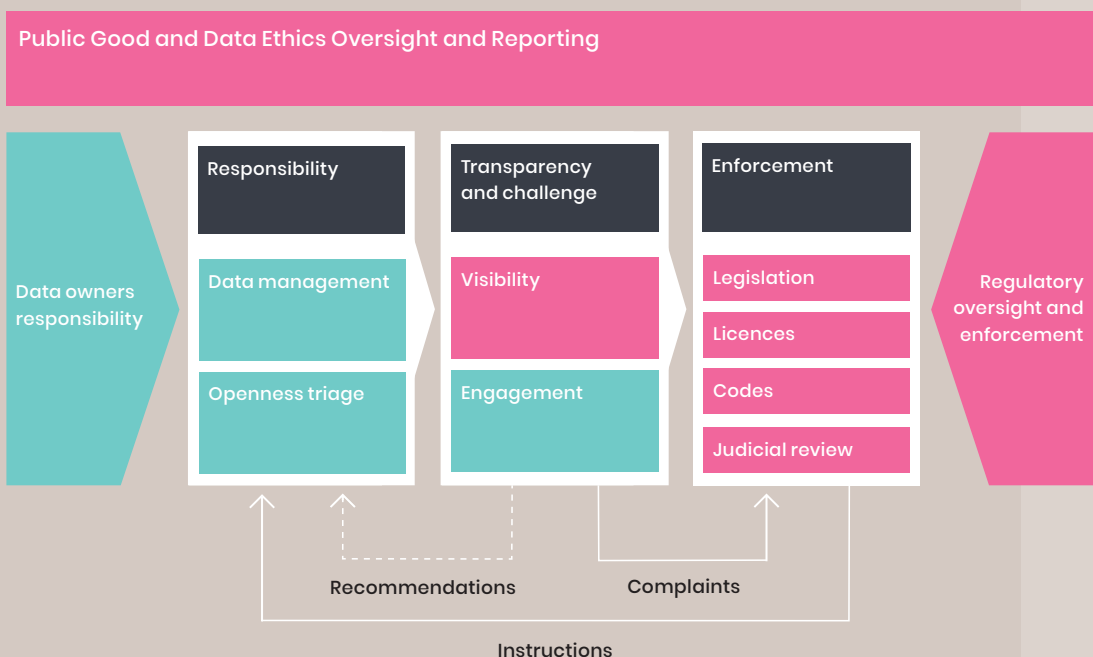 Public Good and Data Ethics Oversight and Reporting
Data owners
responsibility
Responsibility
Data management
Openness triage
Transparency
and challenge
Visibility
Engagement
Enforcement
Legislation
Licences
Codes
Judicial review
Regulatory
oversight and
enforcement
Recommendations
Complaints
Instructions